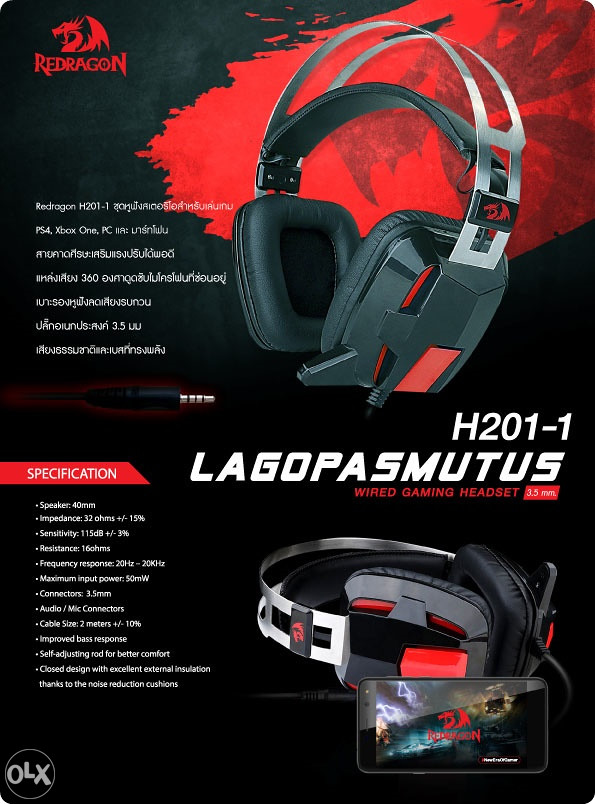 REDRAGON
Redragon H201-1 ชุดหูฟังสเตอริโอสำหรับเล่นเกม
PS4, Xbox One, PC และ มาร์ทโฟน
สายคาดศีรษะเสริมแรงปรับได้พอดี
แหล่งเสียง 360 องศาดูดซับไมโครโฟนที่ซ่อนอยู่
เบาะรองหูฟังลดเสียงรบกวน
ปลั๊กอเนกประสงค์ 3.5 มม
เสียงธรรมชาติและเบสที่ทรงพลัง
H201-1
LAGOPASMUTUS
WIRED GAMING HEADSET 3.5 mm.
SPECIFICATION
• Speaker: 40mm
• Impedance: 32 ohms +/- 15%
• Sensitivity: 115dB +/- 3%
• Resistance: 16ohms
• Frequency response: 20Hz – 20KHz
• Maximum input power: 50mW
• Connectors: 3.5mm
• Audio / Mic Connectors
• Cable Size: 2 meters +/- 10%
• Improved bass response
• Self-adjusting rod for better comfort
• Closed design with excellent external insulation
thanks to the noise reduction cushions
REDRAGON
#NewEraOfGamer
OLX